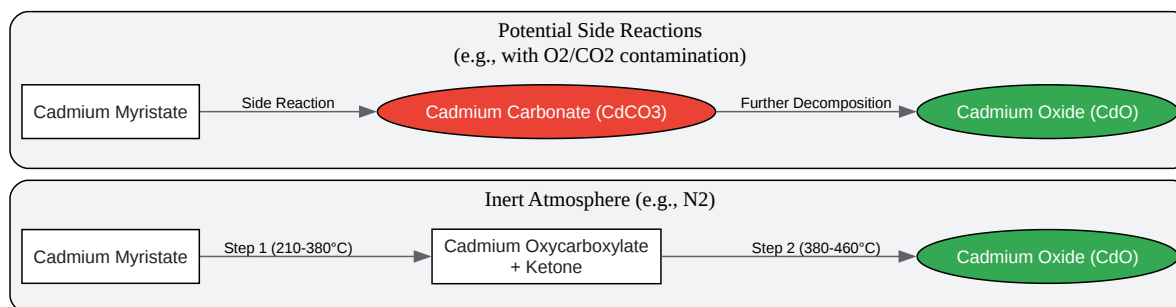 Potential Side Reactions
(e.g., with O2/CO2 contamination)
Cadmium Myristate
Side Reaction
Cadmium Carbonate (CdCO3)
Further Decomposition
Cadmium Oxide (CdO)
Inert Atmosphere (e.g., N2)
Cadmium Myristate
Step 1 (210-380°C)
Cadmium Oxycarboxylate
+ Ketone
Step 2 (380-460°C)
Cadmium Oxide (CdO)